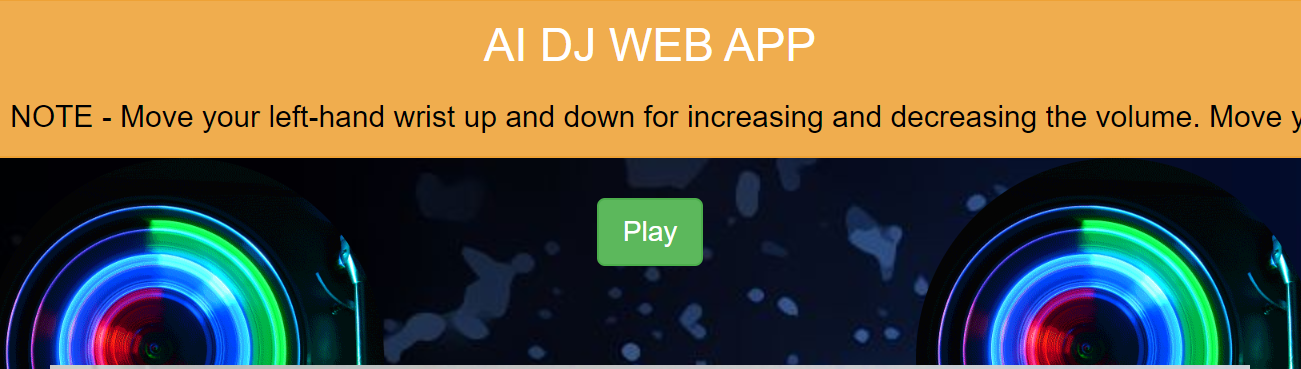 AI DJ WEB APP
NOTE - Move your left-hand wrist up and down for increasing and decreasing the volume. Move
Play